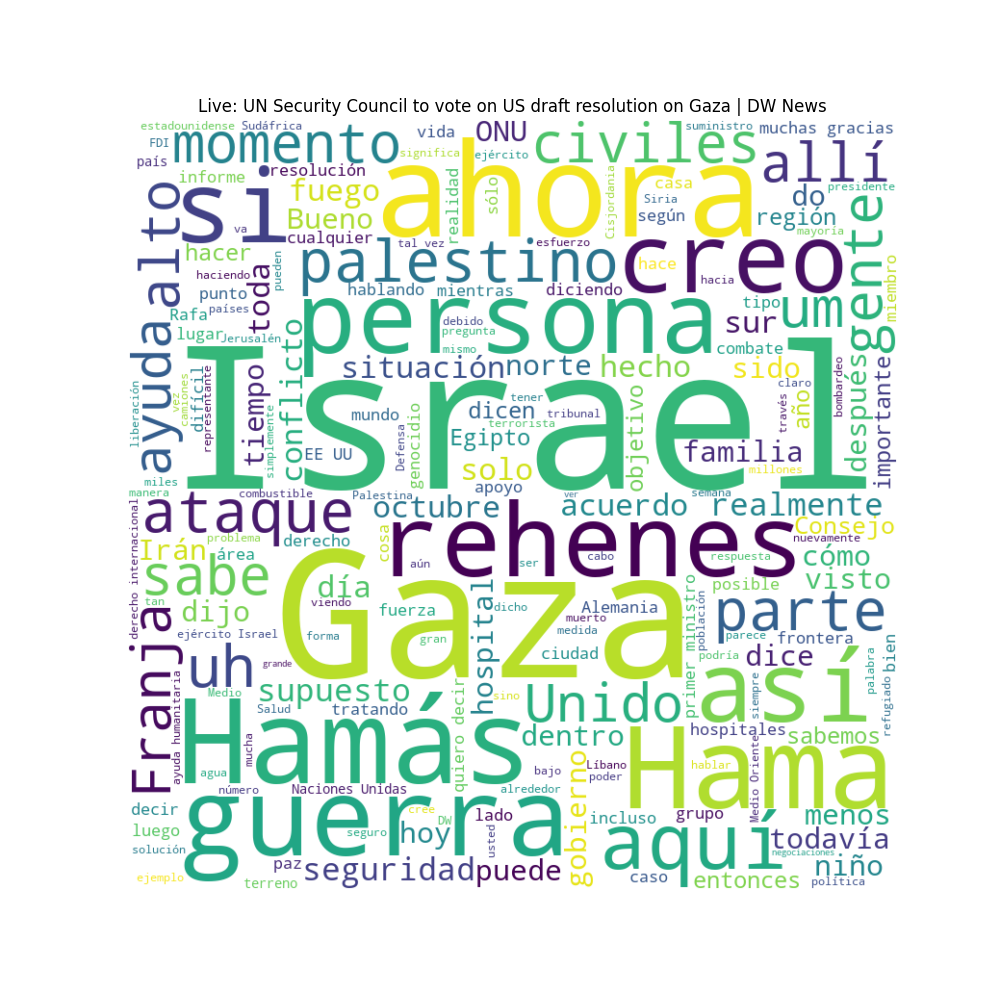 Live: UN Security Council to vote on US draft resolution on Gaza | DW News
estadounidense Sudáfrica
FDI
país
momento
vida
ONU
civiles
suministro
muchas gracias
significa
ejército
resolución
informe
allí
si
fuego
ahora
realidad
sólo
Cisjordania
casa
Siria
según
do
presidente
región
Bueno
va
mayoría
alto
hacer
cualquier
tal vez
esfuerzo
gente
haciendo
toda
pueden
palestino
creo
hace
hacia
miembro
punto
hablando
mientras
diciendo
países
Rafa
lugar
Jerusalén
persona
tipo
um
sur
debido
pregunta
mismo
combate
ayuda
conflicto
situación
norte
hecho
sido
después
importante
liberación
vez
camiones
difícil
representante
tiempo
simplemente
Israel
mundo
genocidio
dicen
tener
tribunal
terrorista
objetivo
claro
través
año
bombardeo
EE UU
Defensa
Egipto
solo
familia
millones
miles
apoyo
manera
combustible
Palestina
ver
semana
ataque
octubre
acuerdo
realmente
derecho internacional
rehenes
Consejo
nuevamente
problema
Irán
área
derecho
cosa
aún
ser
cabo
respuesta
cómo
sabe
tan
día
viendo
Gaza
hospital
dicho
posible
visto
dijo
fuerza
Alemania
muerto
primer ministro
población
parte
ejército Israel
forma
gran
medida
parece
frontera
Franja
uh
grande
ciudad
podría
dice
palabra
bien
ayuda humanitaria
Medio
supuesto
quiero decir
sino
así
siempre
refugiado
Salud
tratando
Unido
hospitales
sabemos
Hamás
dentro
mucha
agua
bajo
Líbano
poder
Hama
hablar
Medio Oriente
número
Naciones Unidas
alrededor
decir
guerra
cree
DW
lado
gobierno
incluso
grupo
menos
luego
seguro
hoy
usted
aquí
todavía
solución
negociaciones
paz
seguridad
puede
niño
ejemplo
terreno
caso
entonces
política